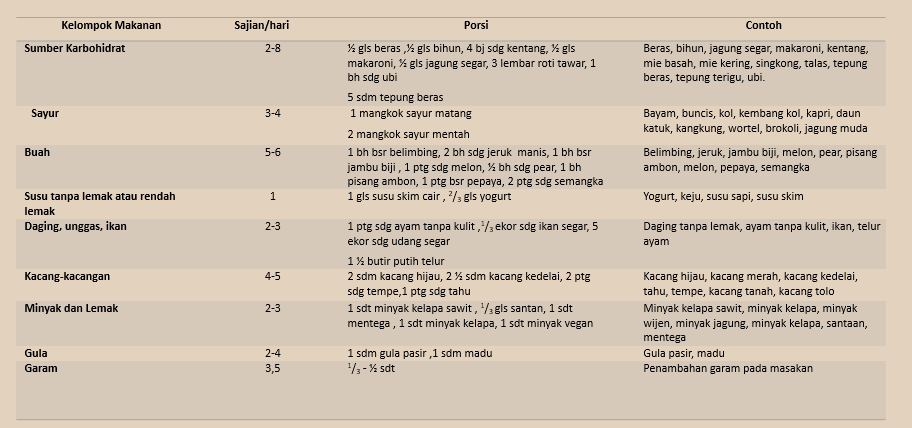 Kelompok Makanan Sajian/hari Porsi Contoh
Sumber Karbohidrat 2-8 ½ gls beras ,½ gls bihun, 4 bj sdg kentang, ½ gls Beras, bihun, jagung segar, makaroni, kentang,
makaroni, ½ gls jagung segar, 3 lembar roti tawar, 1 mie basah, mie kering, singkong, talas, tepung
bh sdg ubi beras, tepung terigu, ubi.
5 sdm tepung beras
Sayur 3-4 1 mangkok sayur matang Bayam, buncis, kol, kembang kol, kapri, daun
2 mangkok sayur mentah katuk, kangkung, wortel, brokoli, jagung muda
Buah 5-6 1 bh bsr belimbing, 2 bh sdg jeruk manis, 1 bh bsr Belimbing, jeruk, jambu biji, melon, pear, pisang
jambu biji , 1 ptg sdg melon, ½ bh sdg pear, 1 bh ambon, melon, pepaya, semangka
pisang ambon, 1 ptg bsr pepaya, 2 ptg sdg semangka
Susu tanpa lemak atau rendah 1 1 gls susu skim cair , 2/3 gls yogurt Yogurt, keju, susu sapi, susu skim
lemak
Daging, unggas, ikan 2-3 1 ptg sdg ayam tanpa kulit ,1/3 ekor sdg ikan segar, 5 Daging tanpa lemak, ayam tanpa kulit, ikan, telur
ekor sdg udang segar ayam
1 ½ butir putih telur
Kacang-kacangan 4-5 2 sdm kacang hijau, 2 ½ sdm kacang kedelai, 2 ptg Kacang hijau, kacang merah, kacang kedelai,
sdg tempe,1 ptg sdg tahu tahu, tempe, kacang tanah, kacang tolo
Minyak dan Lemak 2-3 1 sdt minyak kelapa sawit , 1/3 gls santan, 1 sdt Minyak kelapa sawit, minyak kelapa, minyak
mentega , 1 sdt minyak kelapa, 1 sdt minyak vegan wijen, minyak jagung, minyak kelapa, santaan,
mentega
Gula 2-4 1 sdm gula pasir ,1 sdm madu Gula pasir, madu
Garam 3,5 1/3 - ½ sdt Penambahan garam pada masakan